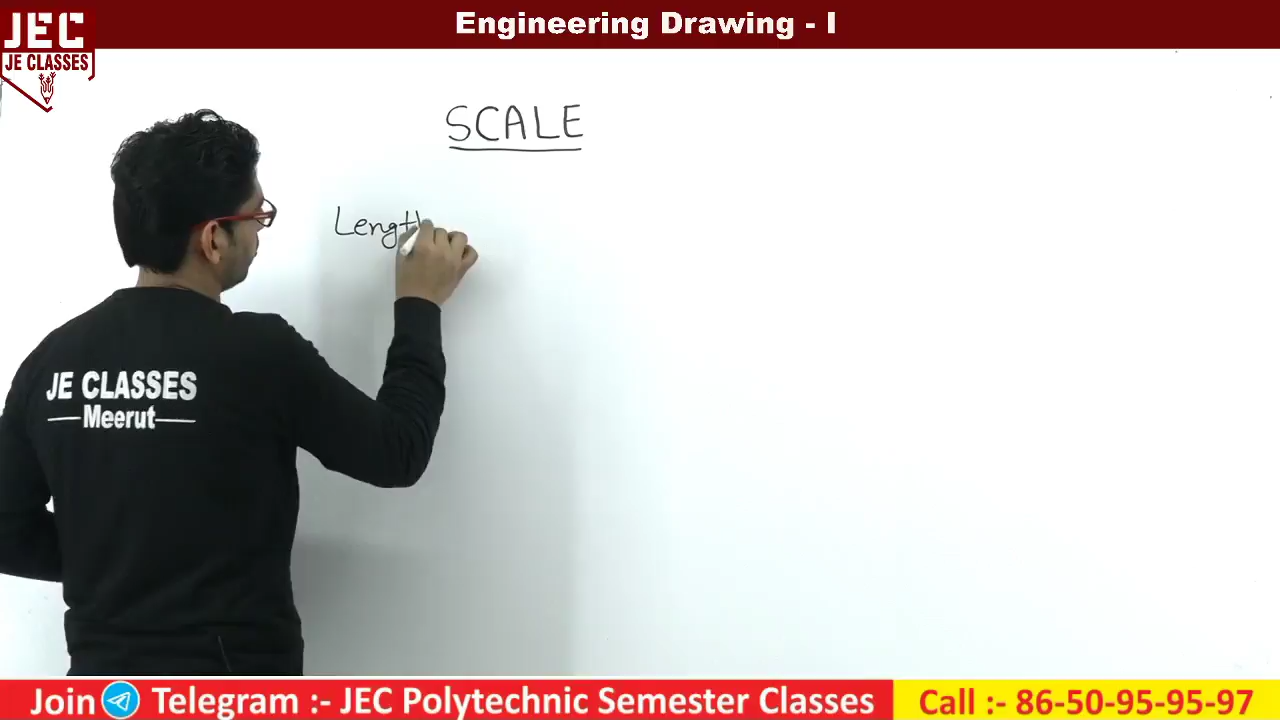 Engineering Drawing - I
JEC
JE CLASSES
SCALE
Length
JE CLASSES
Meerut
Join Telegram :- JEC Polytechnic Semester Classes
Call :- 86-50-95-95-97